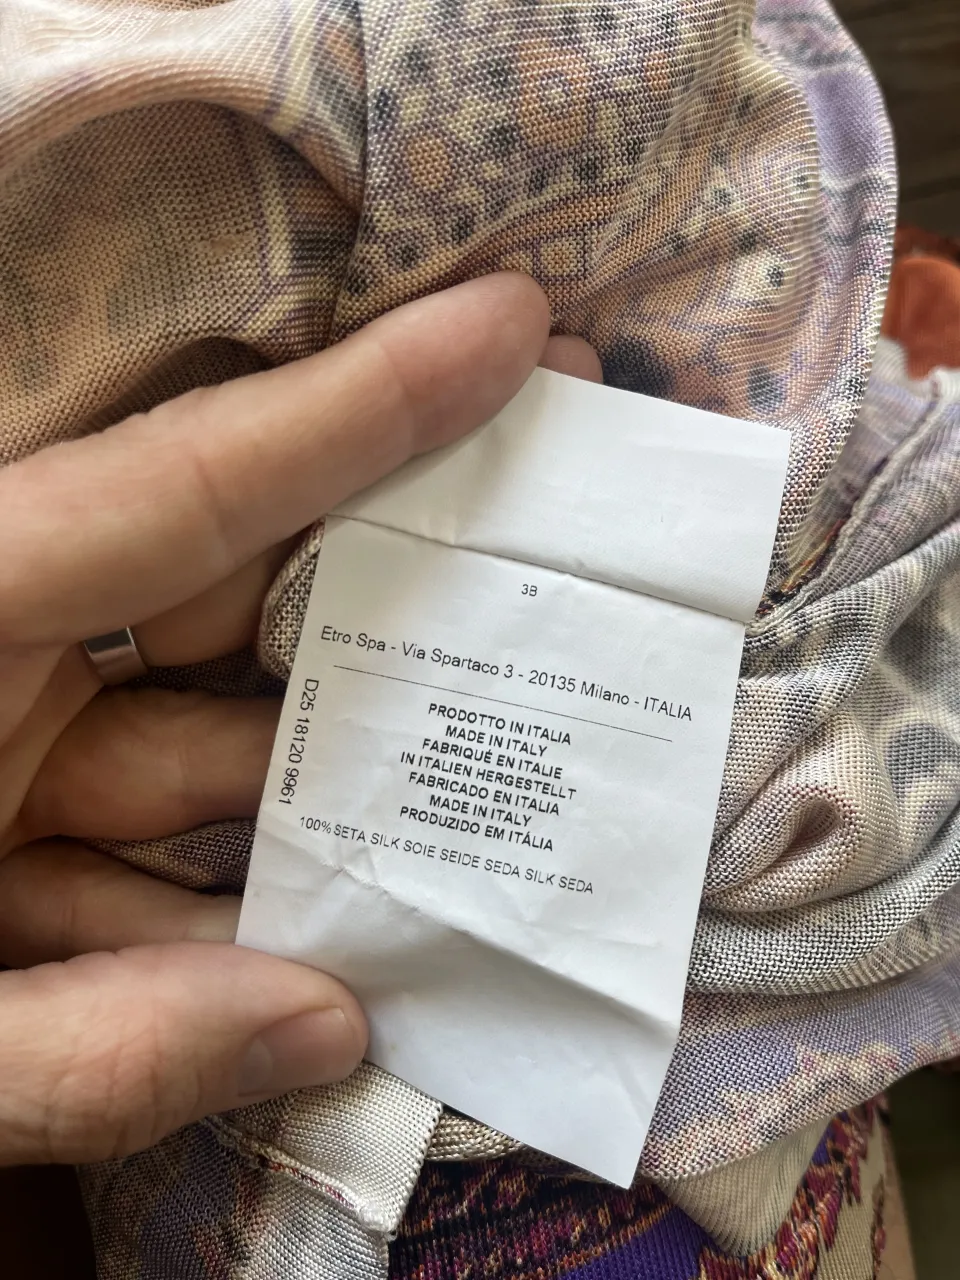 3B
Etro Spa - Via Spartaco 3 - 20135 Milano - ITALIA
PRODOTTO IN ITALIA
MADE IN ITALY
FABRIQUÉ EN ITALIE
IN ITALIEN HERGESTELLT
FABRICADO EN ITALIA
MADE IN ITALY
PRODUZIDO EM ITÁLIA
100% SETA SILK SOIE SEIDE SEDA SILK SEDA
D25 18120 9961